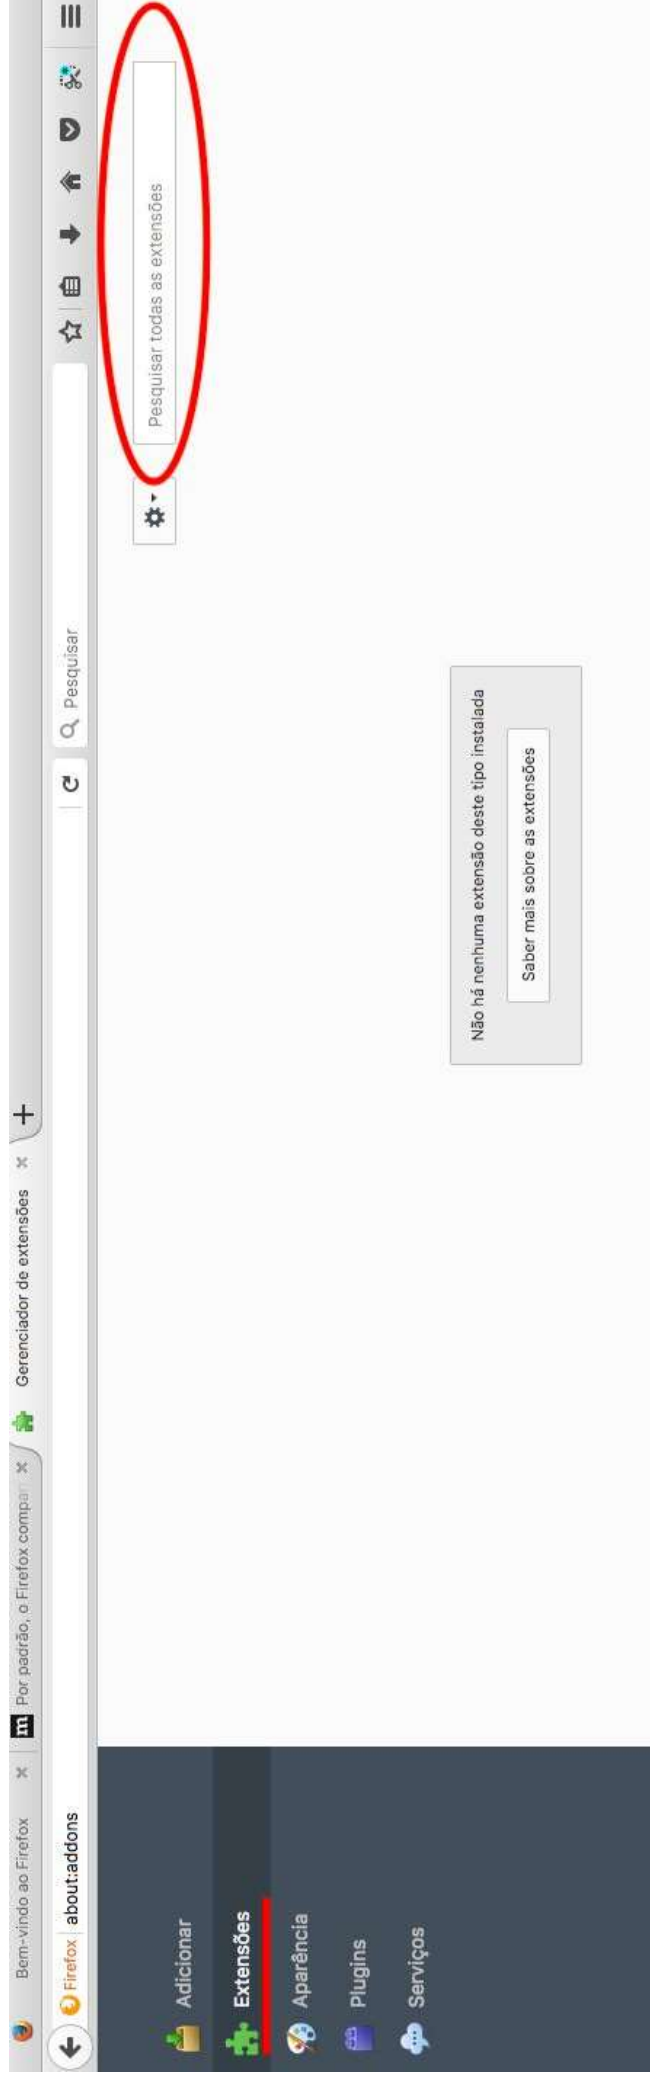 Bem-vindo ao Firefox
m Por padrão, o Firefox compar
Gerenciador de extensões
Firefox about:addons
Pesquisar
Pesquisar todas as extensões
Adicionar
Extensões
Aparência
Plugins
Serviços
Não há nenhuma extensão deste tipo instalada
Saber mais sobre as extensões